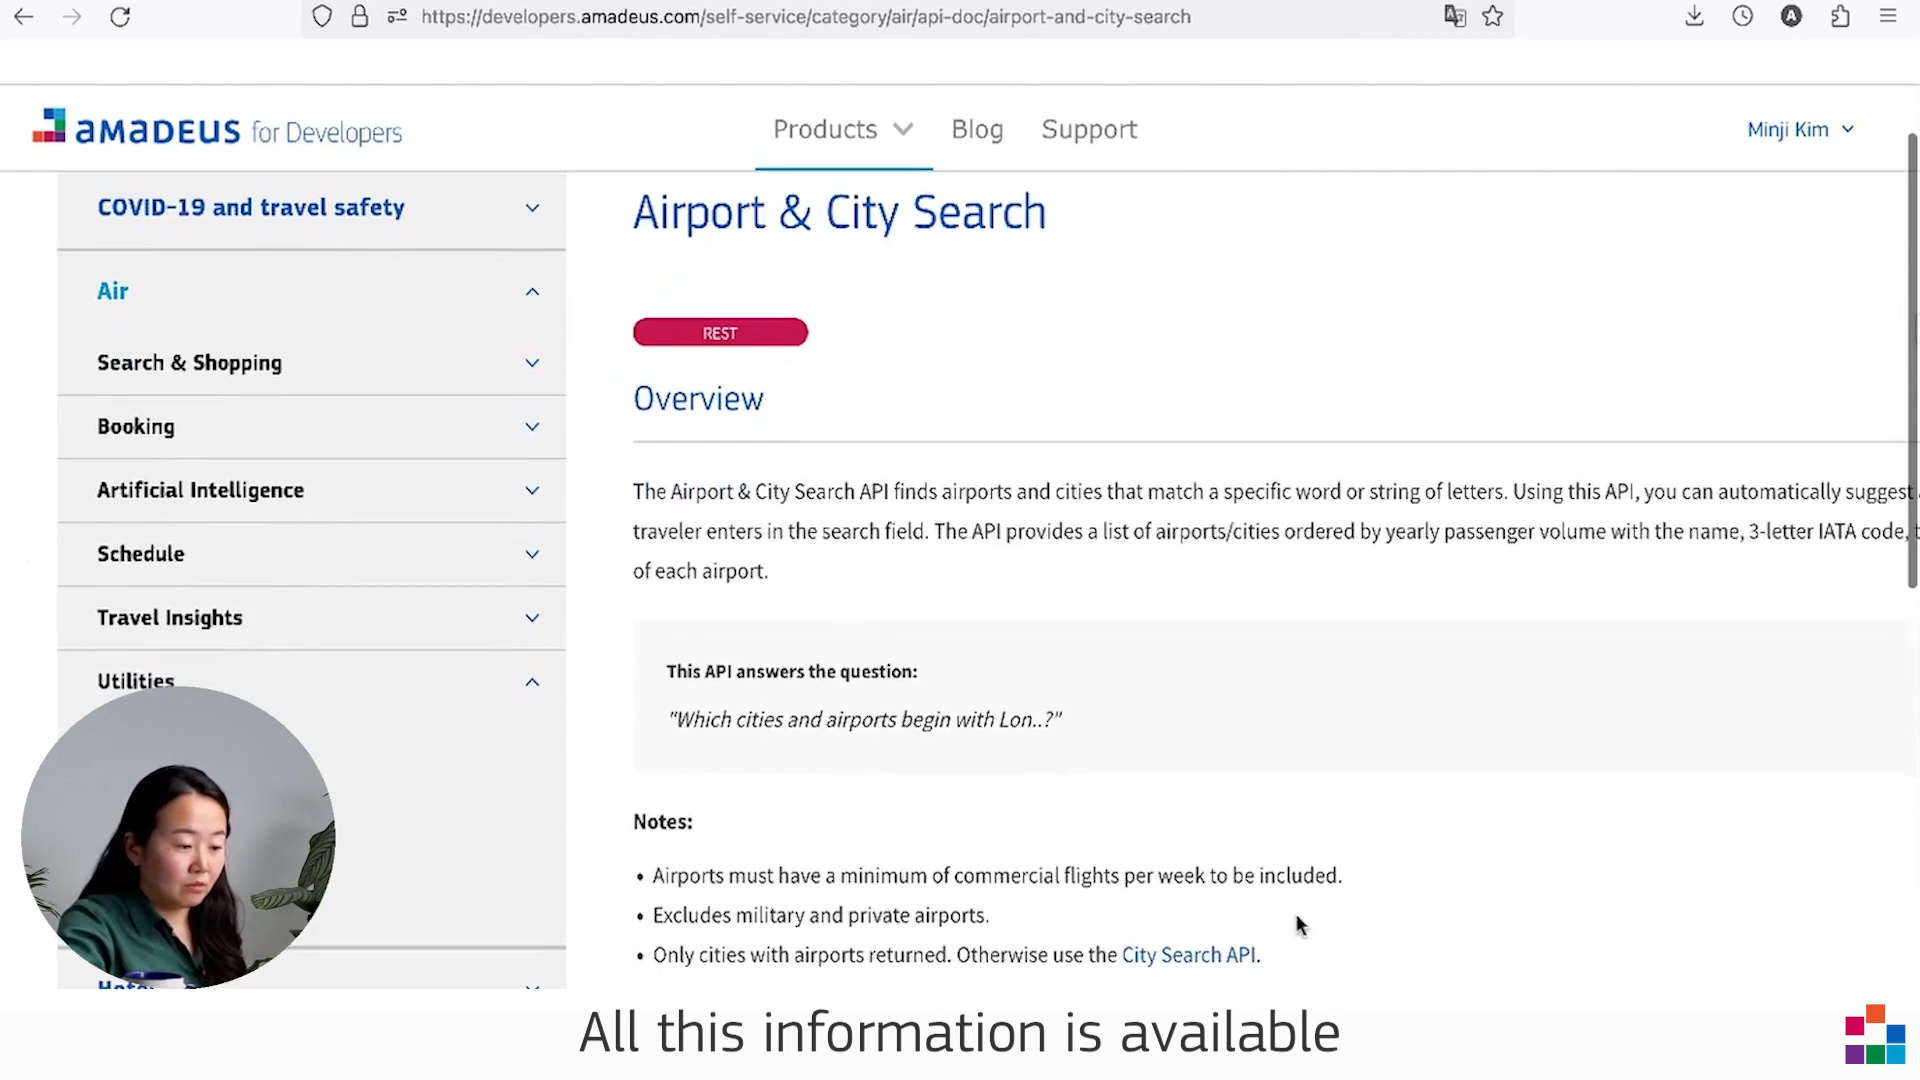 https://developers.amadeus.com/self-service/category/air/api-doc/airport-and-city-search
A
amadeus for Developers
Products
Blog
Support
Minji Kim
COVID-19 and travel safety
Air
Search & Shopping
Booking
Artificial Intelligence
Schedule
Travel Insights
Utilities
Airport & City Search
REST
Overview
The Airport & City Search API finds airports and cities that match a specific word or string of letters. Using this API, you can automatically suggest
traveler enters in the search field. The API provides a list of airports/cities ordered by yearly passenger volume with the name, 3-letter IATA code,
of each airport.
This API answers the question:
"Which cities and airports begin with Lon..?"
Notes:
• Airports must have a minimum of commercial flights per week to be included.
• Excludes military and private airports.
• Only cities with airports returned. Otherwise use the City Search API.
All this information is available